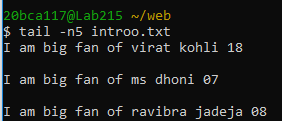 20bca117@Lab215 ~/web
$ tail -n5 introo.txt
I am big fan of virat kohli 18
I am big fan of ms dhoni 07
I am big fan of ravibra jadeja 08